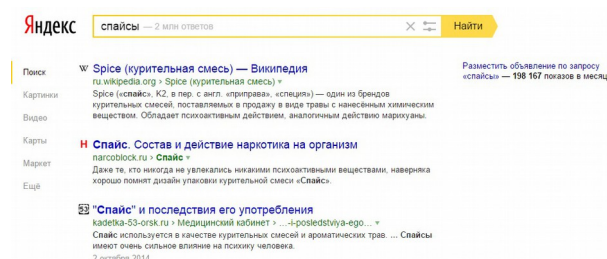 Яндекс
спайсы — 2 млн ответов
Найти
Поиск
Картинки
Видео
Карты
Маркет
Ещё
W Spice (курительная смесь) — Википедия
ru.wikipedia.org › Spice (курительная смесь)
Spice («спайс», K2, в пер. с англ. «приправа», «специя») — один из брендов
курительных смесей, поставляемых в продажу в виде травы с нанесённым химическим
веществом. Обладает психоактивным действием, аналогичным действию марихуаны.
Н Спайс. Состав и действие наркотика на организм
narcoblock.ru › Спайс
Даже те, кто никогда не увлекались никакими психоактивными веществами, наверняка
хорошо помнят дизайн упаковки курительной смеси «Спайс».
53 "Спайс" и последствия его употребления
kadetka-53-orsk.ru › Медицинский кабинет › ...-i-posledstviya-ego...
Спайс используется в качестве курительных смесей и ароматических трав. ... Спайсы
имеют очень сильное влияние на психику человека.
2 октября 2014
Разместить объявление по запросу
«спайсы» — 198 167 показов в месяц